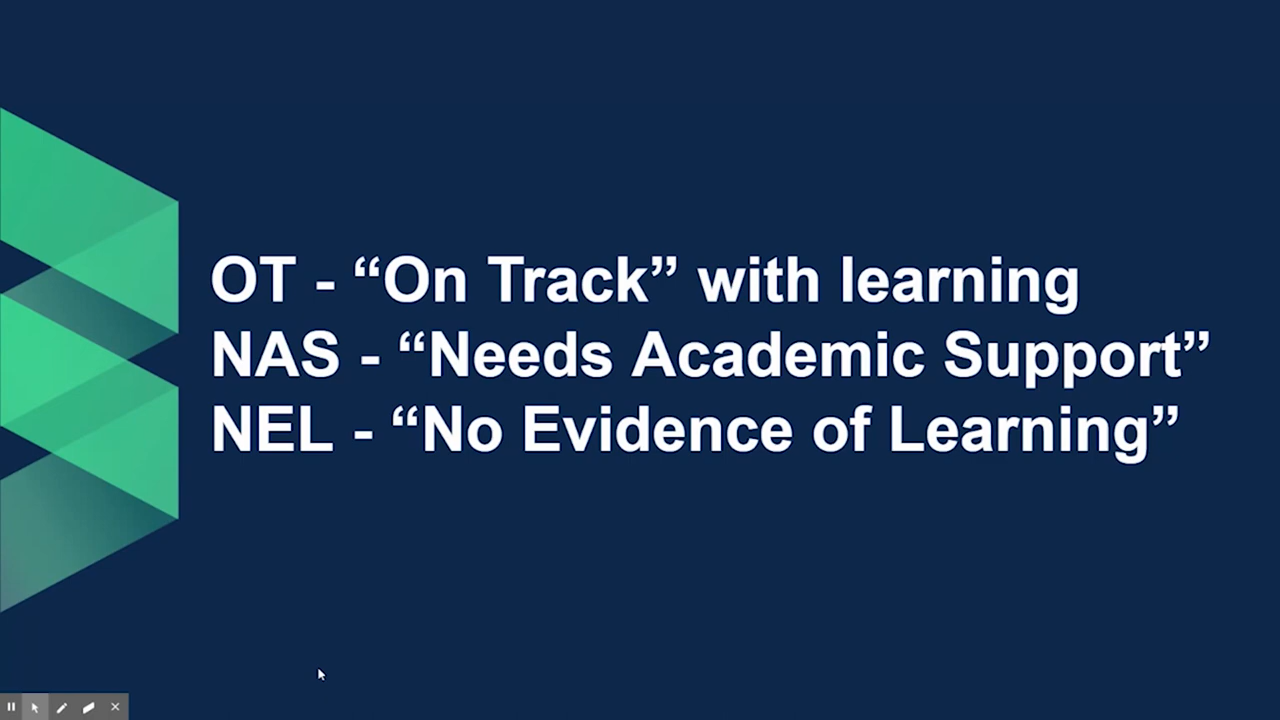 OT - “On Track” with learning
NAS - “Needs Academic Support”
NEL - “No Evidence of Learning”